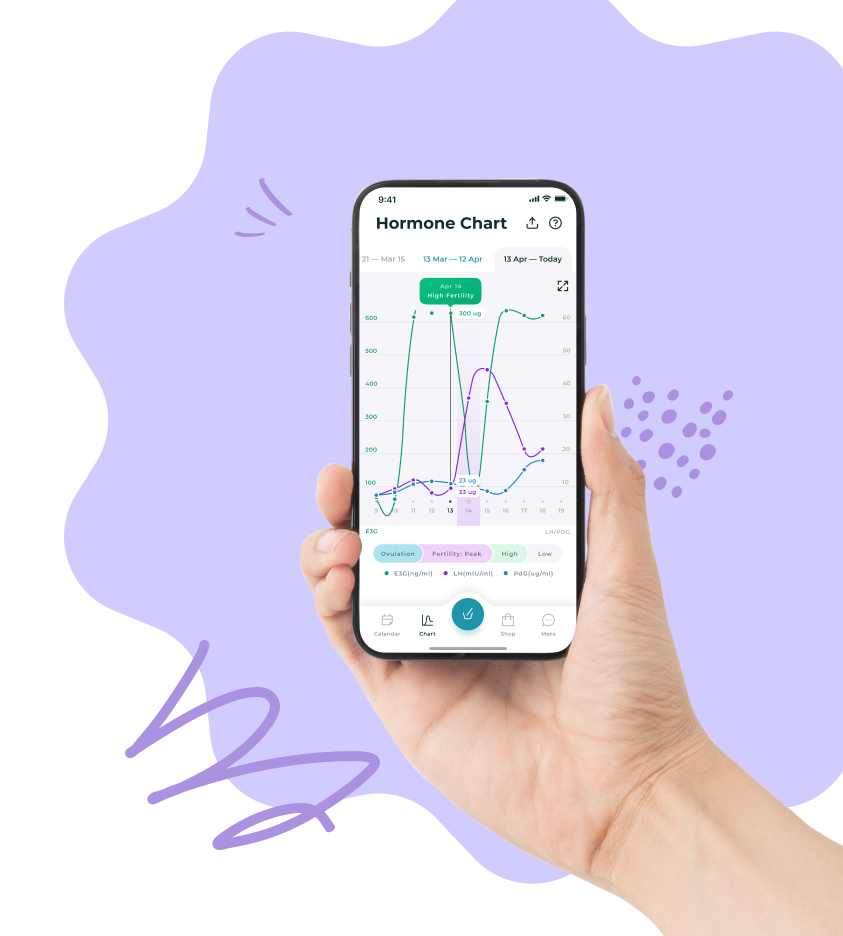 9:41
Hormone Chart
21 — Mar 15 13 Mar — 12 Apr 13 Apr — Today
Apr 14
High Fertility
300 ug
600 60
500 50
400 40
300 30
200 20
100 10
23 ug
33 ug
9 0 11 12 13 14 15 16 17 18 19
E3G LH/PDG
Ovulation Fertility: Peak High Low
E3G(ng/ml) LH(mlU/ml) PdG(ug/ml)
Calendar Chart Shop More